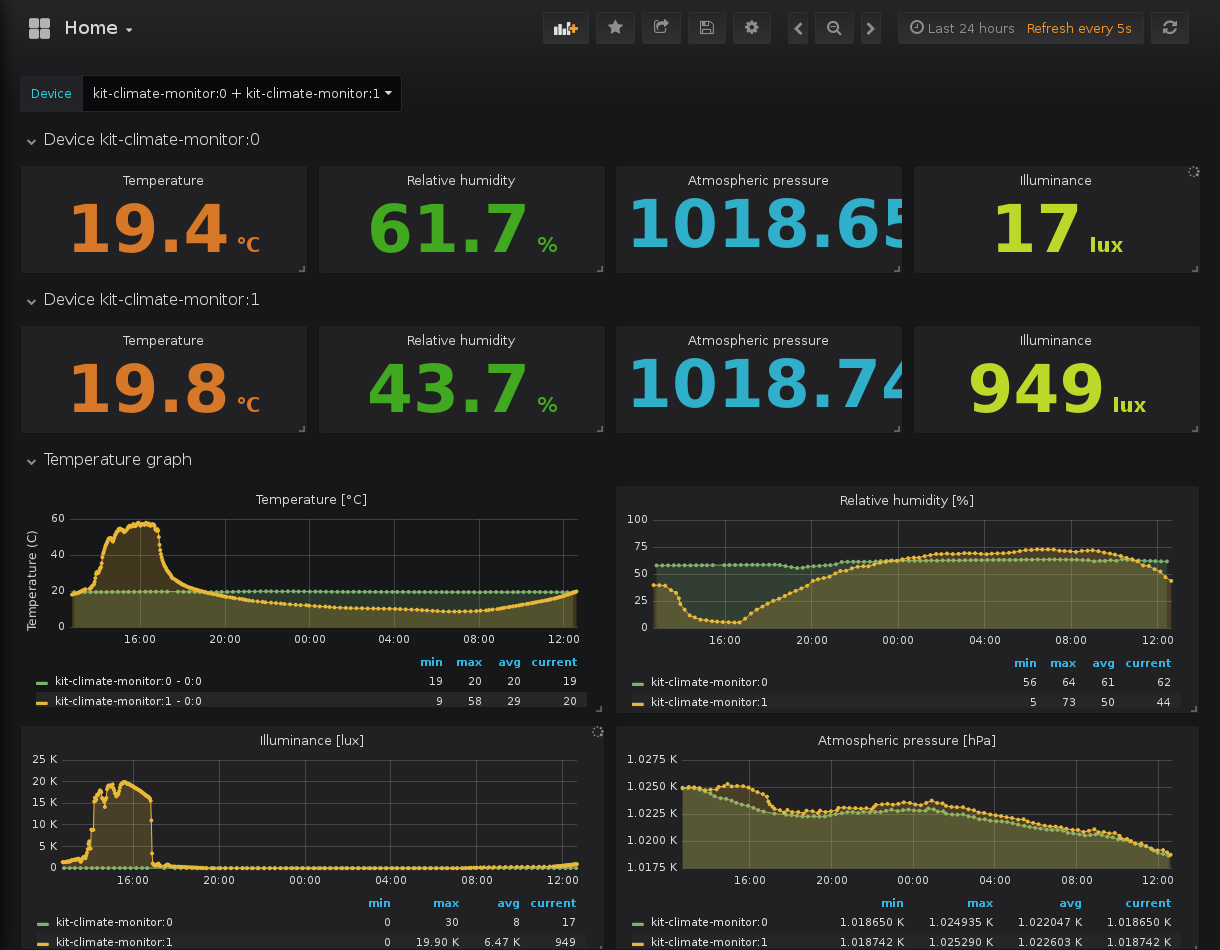 Home
Last 24 hours Refresh every 5s
Device kit-climate-monitor:0 + kit-climate-monitor:1
Device kit-climate-monitor:0
Temperature Relative humidity Atmospheric pressure Illuminance
19.4 °C 61.7 % 1018.65 17 lux
Device kit-climate-monitor:1
Temperature Relative humidity Atmospheric pressure Illuminance
19.8 °C 43.7 % 1018.74 949 lux
Temperature graph
Temperature [°C]
Temperature (C)
60
40
20
0
16:00 20:00 00:00 04:00 08:00 12:00
min max avg current
kit-climate-monitor:0 - 0:0 19 20 20 19
kit-climate-monitor:1 - 0:0 9 58 29 20
Relative humidity [%]
100
75
50
25
0
16:00 20:00 00:00 04:00 08:00 12:00
min max avg current
kit-climate-monitor:0 56 64 61 62
kit-climate-monitor:1 5 73 50 44
Illuminance [lux]
25 K
20 K
15 K
10 K
5 K
0
16:00 20:00 00:00 04:00 08:00 12:00
min max avg current
kit-climate-monitor:0 0 30 8 17
kit-climate-monitor:1 0 19.90 K 6.47 K 949
Atmospheric pressure [hPa]
1.0275 K
1.0250 K
1.0225 K
1.0200 K
1.0175 K
16:00 20:00 00:00 04:00 08:00 12:00
min max avg current
kit-climate-monitor:0 1.018650 K 1.024935 K 1.022047 K 1.018650 K
kit-climate-monitor:1 1.018742 K 1.025290 K 1.022603 K 1.018742 K